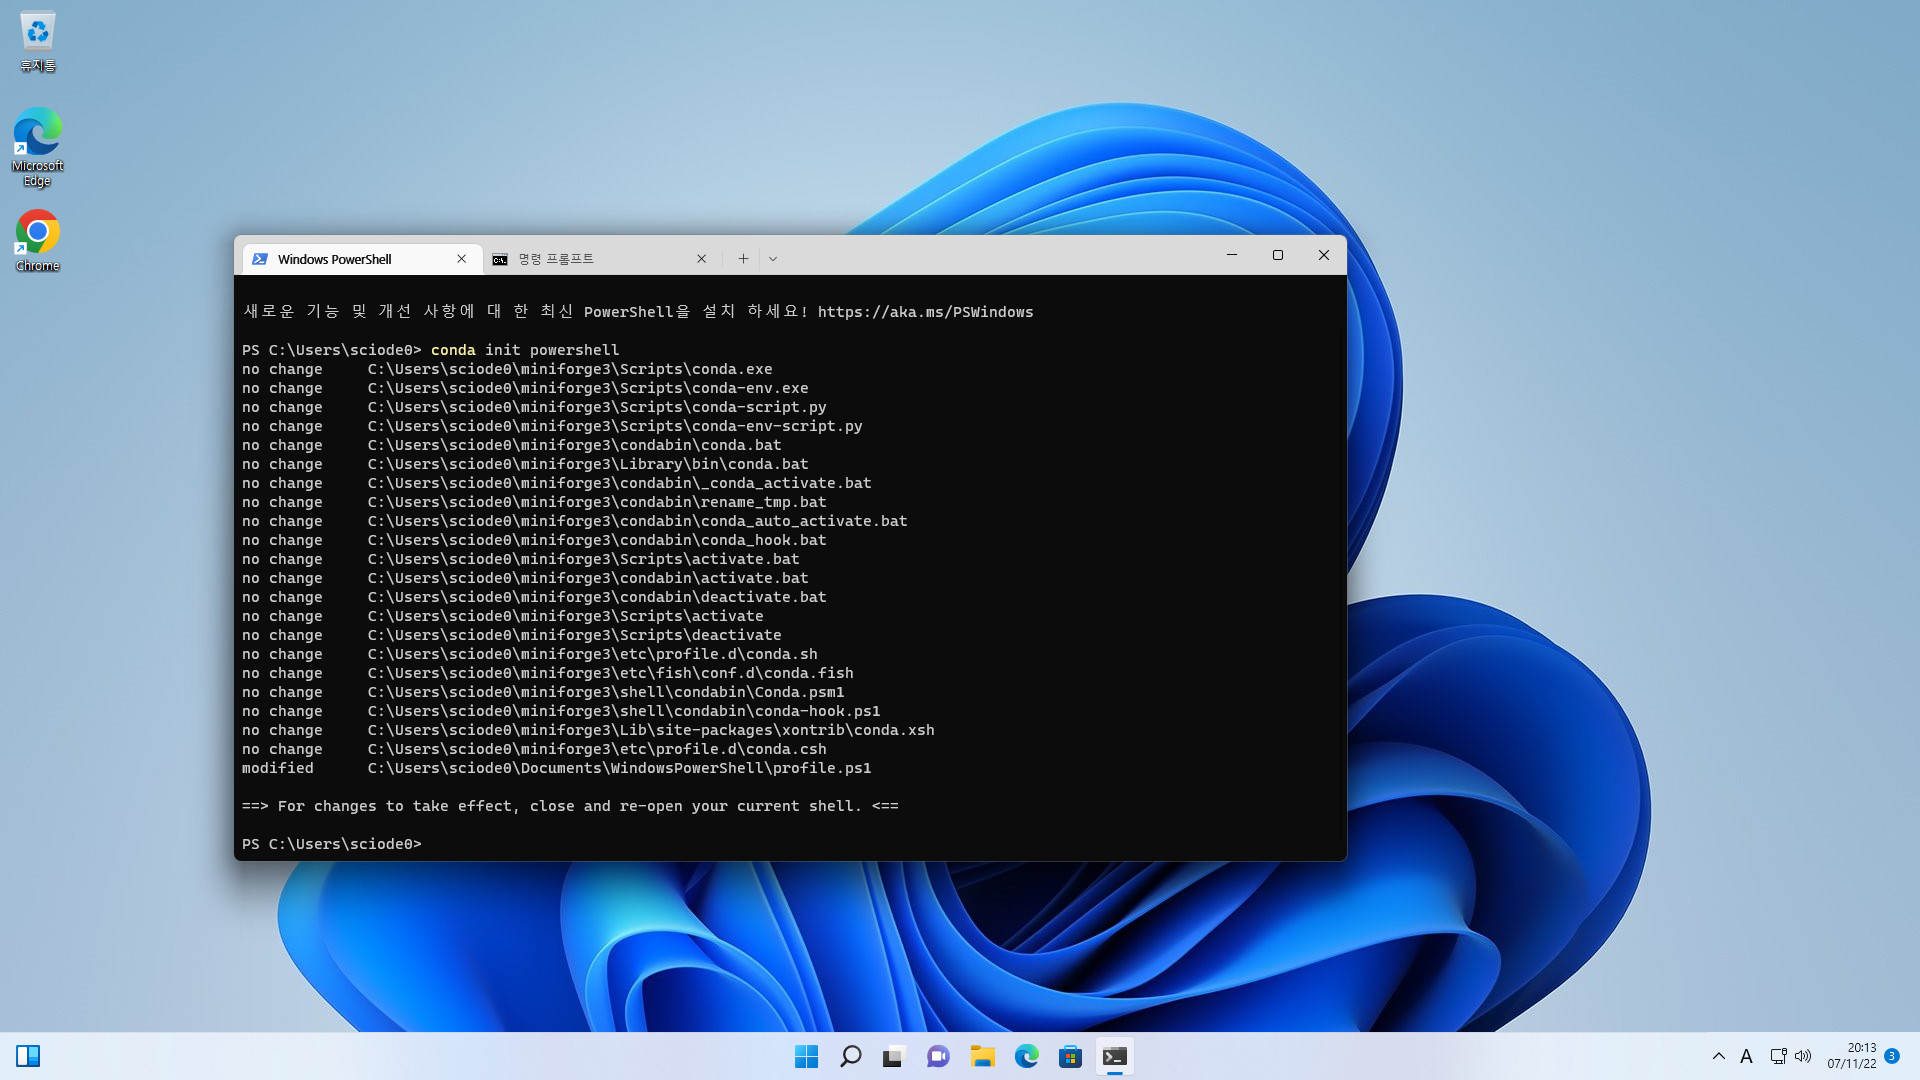 휴지통
Microsoft
Edge
Chrome
Windows PowerShell
명령 프롬프트
새로운 기능 및 개선 사항에 대 한 최신 PowerShell을 설치 하세요! https://aka.ms/PSWindows
PS C:\Users\sciode0> conda init powershell
no change     C:\Users\sciode0\miniforge3\Scripts\conda.exe
no change     C:\Users\sciode0\miniforge3\Scripts\conda-env.exe
no change     C:\Users\sciode0\miniforge3\Scripts\conda-script.py
no change     C:\Users\sciode0\miniforge3\Scripts\conda-env-script.py
no change     C:\Users\sciode0\miniforge3\condabin\conda.bat
no change     C:\Users\sciode0\miniforge3\Library\bin\conda.bat
no change     C:\Users\sciode0\miniforge3\condabin\_conda_activate.bat
no change     C:\Users\sciode0\miniforge3\condabin\rename_tmp.bat
no change     C:\Users\sciode0\miniforge3\condabin\conda_auto_activate.bat
no change     C:\Users\sciode0\miniforge3\condabin\conda_hook.bat
no change     C:\Users\sciode0\miniforge3\Scripts\activate.bat
no change     C:\Users\sciode0\miniforge3\condabin\activate.bat
no change     C:\Users\sciode0\miniforge3\condabin\deactivate.bat
no change     C:\Users\sciode0\miniforge3\Scripts\activate
no change     C:\Users\sciode0\miniforge3\Scripts\deactivate
no change     C:\Users\sciode0\miniforge3\etc\profile.d\conda.sh
no change     C:\Users\sciode0\miniforge3\etc\fish\conf.d\conda.fish
no change     C:\Users\sciode0\miniforge3\shell\condabin\Conda.psm1
no change     C:\Users\sciode0\miniforge3\shell\condabin\conda-hook.ps1
no change     C:\Users\sciode0\miniforge3\Lib\site-packages\xontrib\conda.xsh
no change     C:\Users\sciode0\miniforge3\etc\profile.d\conda.csh
modified      C:\Users\sciode0\Documents\WindowsPowerShell\profile.ps1
==> For changes to take effect, close and re-open your current shell. <==
PS C:\Users\sciode0>
A
20:13
07/11/22
3